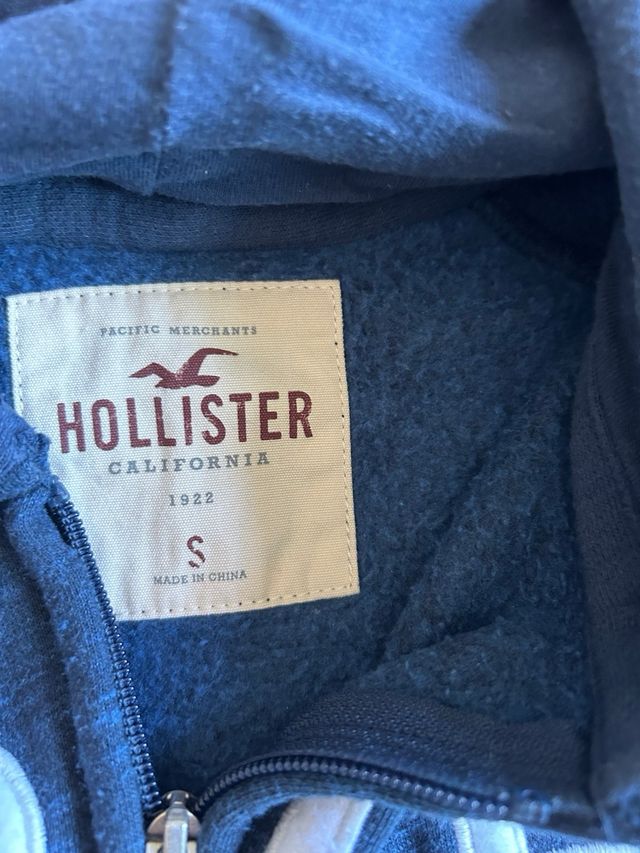 PACIFIC MERCHANTS
HOLLISTER
CALIFORNIA
1922
S
MADE IN CHINA